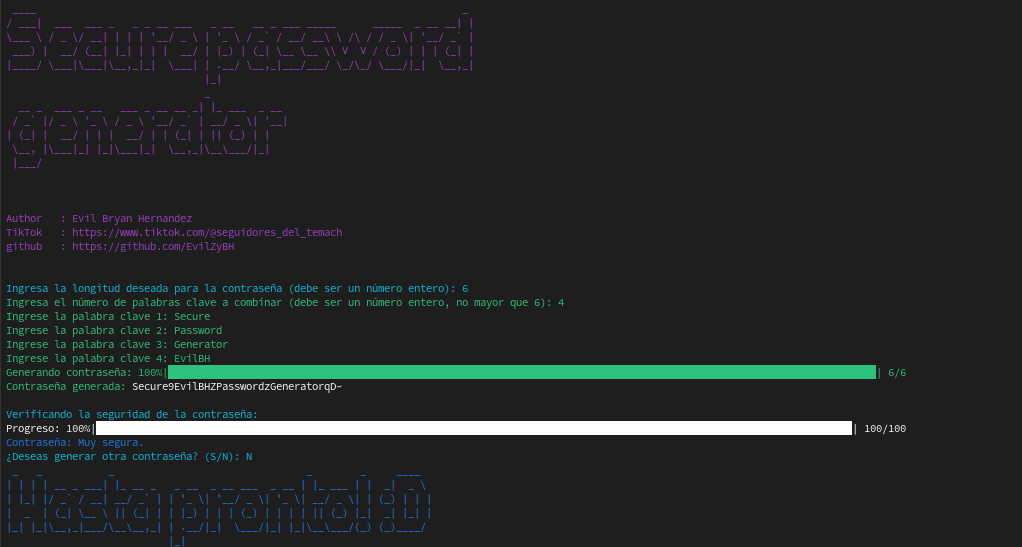 Securepassword
generator
Author : Evil Bryan Hernandez
TikTok : https://www.tiktok.com/@seguidores_del_temach
github : https://github.com/EvilZyBH
Ingresa la longitud deseada para la contraseña (debe ser un número entero): 6
Ingresa el número de palabras clave a combinar (debe ser un número entero, no mayor que 6): 4
Ingrese la palabra clave 1: Secure
Ingrese la palabra clave 2: Password
Ingrese la palabra clave 3: Generator
Ingrese la palabra clave 4: EvilBH
Generando contraseña: 100%| | 6/6
Contraseña generada: Secure9EvilBHZPasswordzGeneratorqD~
Verificando la seguridad de la contraseña:
Progreso: 100%| | 100/100
Contraseña: Muy segura.
¿Deseas generar otra contraseña? (S/N): N
Hasta pronto!:D